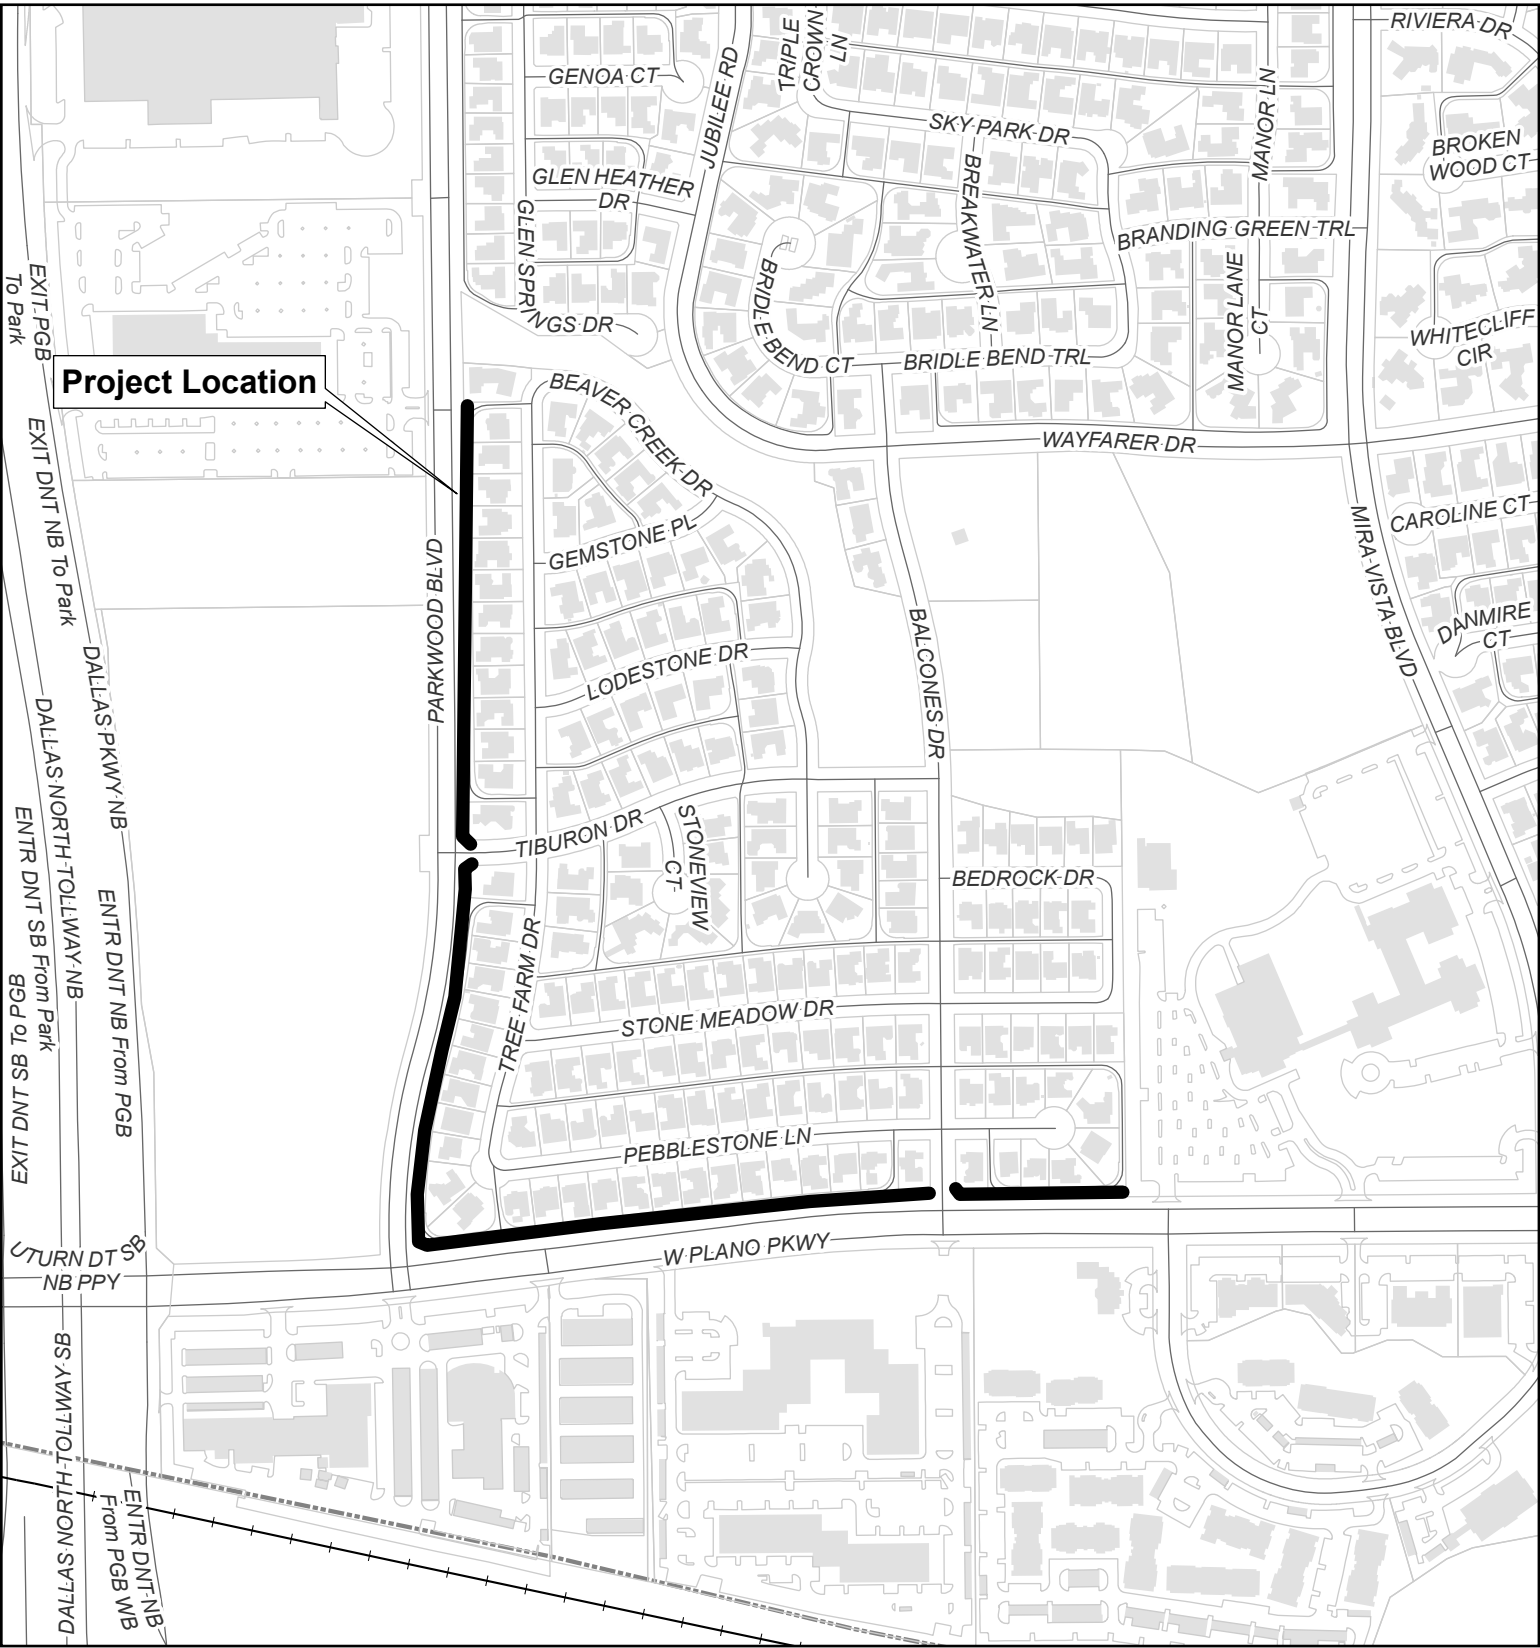 RIVIERA DR
TRIPLE
CROWN
LN
JUBILEE RD
GENOA CT
MANOR LN
SKY PARK DR
BROKEN
WOOD CT
GLEN HEATHER
DR
BREAKWATER LN
GLEN SPRINGS DR
BRANDING GREEN TRL
EXIT PGB
To Park
BRIDLE BEND CT
MANOR LANE
CT
WHITECLIFF
CIR
BRIDLE BEND TRL
Project Location
BEAVER CREEK DR
WAYFARER DR
EXIT DNT NB To Park
CAROLINE CT
GEMSTONE PL
PARKWOOD BLVD
MIRA VISTA BLVD
BALCONES DR
DANMIRE
CT
LODESTONE DR
DALLAS PKWY NB
DALLAS NORTH TOLLWAY NB
TIBURON DR
STONEVIEW
CT
ENTR DNT SB From Park
BEDROCK DR
ENTR DNT NB From PGB
TREE FARM DR
EXIT DNT SB To PGB
STONE MEADOW DR
PEBBLESTONE LN
W PLANO PKWY
UTURN DT SB
NB PPY
DALLAS NORTH TOLLWAY SB
ENTR DNT NB
From PGB WB